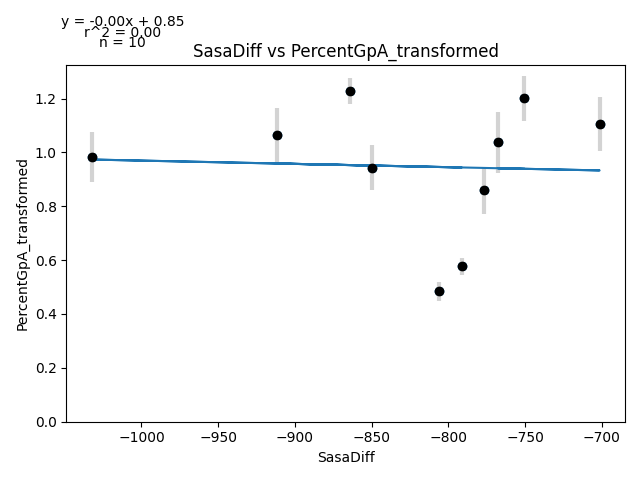 y = -0.00x + 0.85
r^2 = 0.00
n = 10
SasaDiff vs PercentGpA_transformed
1.2
1.0
0.8
0.6
0.4
0.2
0.0
PercentGpA_transformed
−1000
−950
−900
−850
−800
−750
−700
SasaDiff